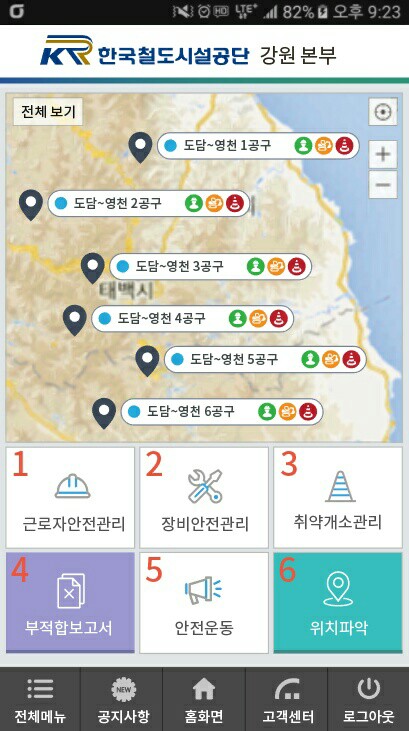 HD LTE+ 82% 오후 9:23
KR 한국철도시설공단 강원 본부
전체 보기
도담~영천 1공구
도담~영천 2공구
도담~영천 3공구
태백시
도담~영천 4공구
도담~영천 5공구
도담~영천 6공구
1 2 3
근로자안전관리 장비안전관리 취약개소관리
4 5 6
부적합보고서 안전운동 위치파악
NEW
전체메뉴 공지사항 홈화면 고객센터 로그아웃